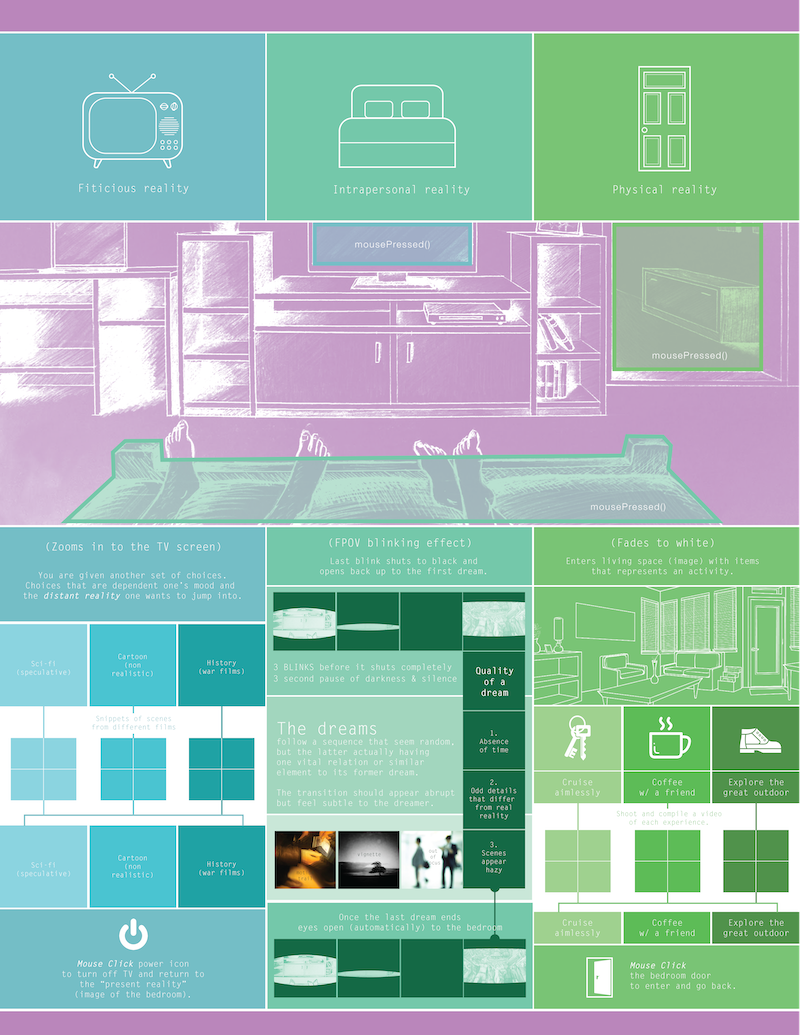 Fiticious reality
Intrapersonal reality
Physical reality
mousePressed()
mousePressed()
mousePressed()
(Zooms in to the TV screen)
You are given another set of choices.
Choices that are dependent one's mood and
the distant reality one wants to jump into.
Sci-fi
(speculative)
Cartoon
(non
realistic)
History
(war films)
Snippets of scenes
from different films
Sci-fi
(speculative)
Cartoon
(non
realistic)
History
(war films)
Mouse Click power icon
to turn off TV and return to
the "present reality"
(image of the bedroom).
(FPOV blinking effect)
Last blink shuts to black and
opens back up to the first dream.
3 BLINKS before it shuts completely
3 second pause of darkness & silence
Quality
of a
dream
The dreams
follow a sequence that seem random,
but the latter actually having
one vital relation or similar
element to its former dream.
The transition should appear abrupt
but feel subtle to the dreamer.
1.
Absence
of time
2.
Odd details
that differ
from real
reality
3.
Scenes
appear
hazy
vignette
out
of
Once the last dream ends
eyes open (automatically) to the bedroom
(Fades to white)
Enters living space (image) with items
that represents an activity.
Cruise
aimlessly
Coffee
w/ a friend
Explore the
great outdoor
Shoot and compile a video
of each experience.
Cruise
aimlessly
Coffee
w/ a friend
Explore the
great outdoor
Mouse Click
the bedroom door
to enter and go back.